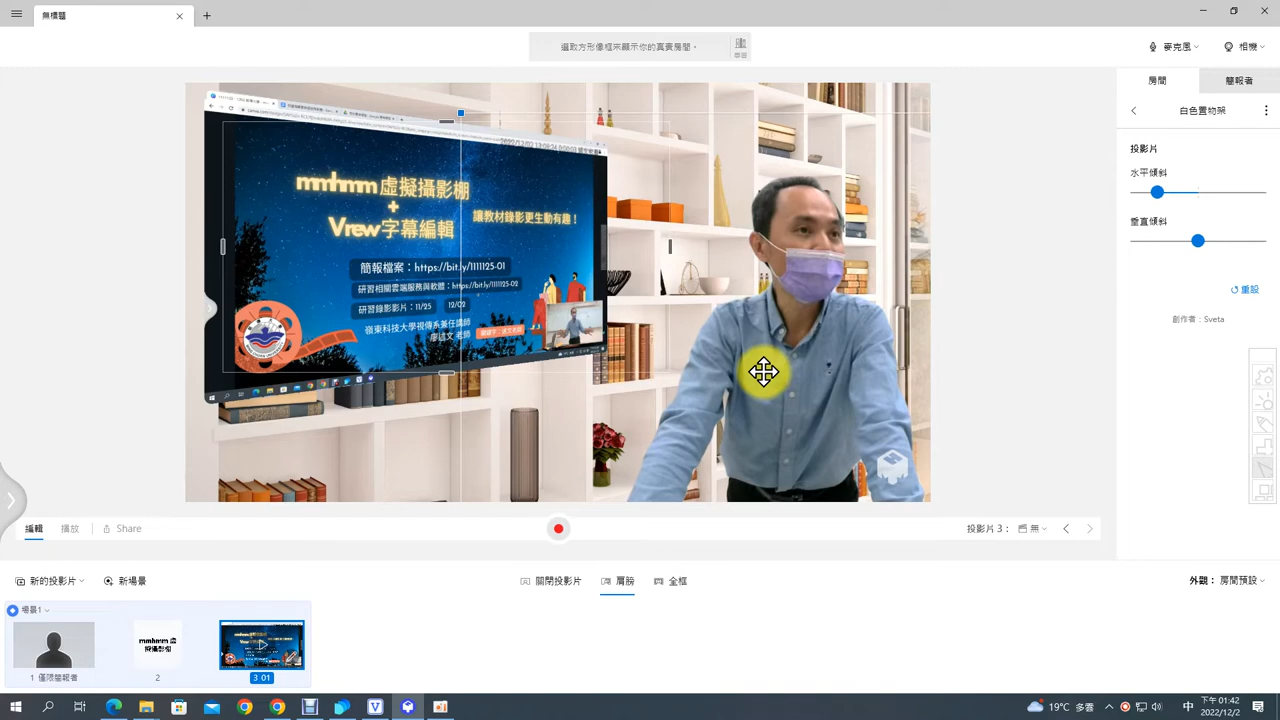 無標題
選取方形像框來顯示你的真實房間。
麥克風
相機
房間
簡報者
白色置物架
投影片
水平傾斜
垂直傾斜
重設
創作者：Sveta
mmhmm 虛擬攝影棚
+
Vrew字幕編輯
讓教材錄影更生動有趣！
簡報檔案：https://bit.ly/1111125-01
研習相關雲端服務與軟體：https://bit.ly/1111125-02
研習錄影影片：11/25 12/02
嶺東科技大學視傳系兼任講師
老師
編輯
播放
Share
投影片 3：
無
新的投影片
新場景
關閉投影片
肩膀
全框
外觀：房間預設
場景1
mmhmm 虛
擬攝影棚
1 僅限簡報者
2
3 01
19°C 多雲
中
下午 01:42
2022/12/2